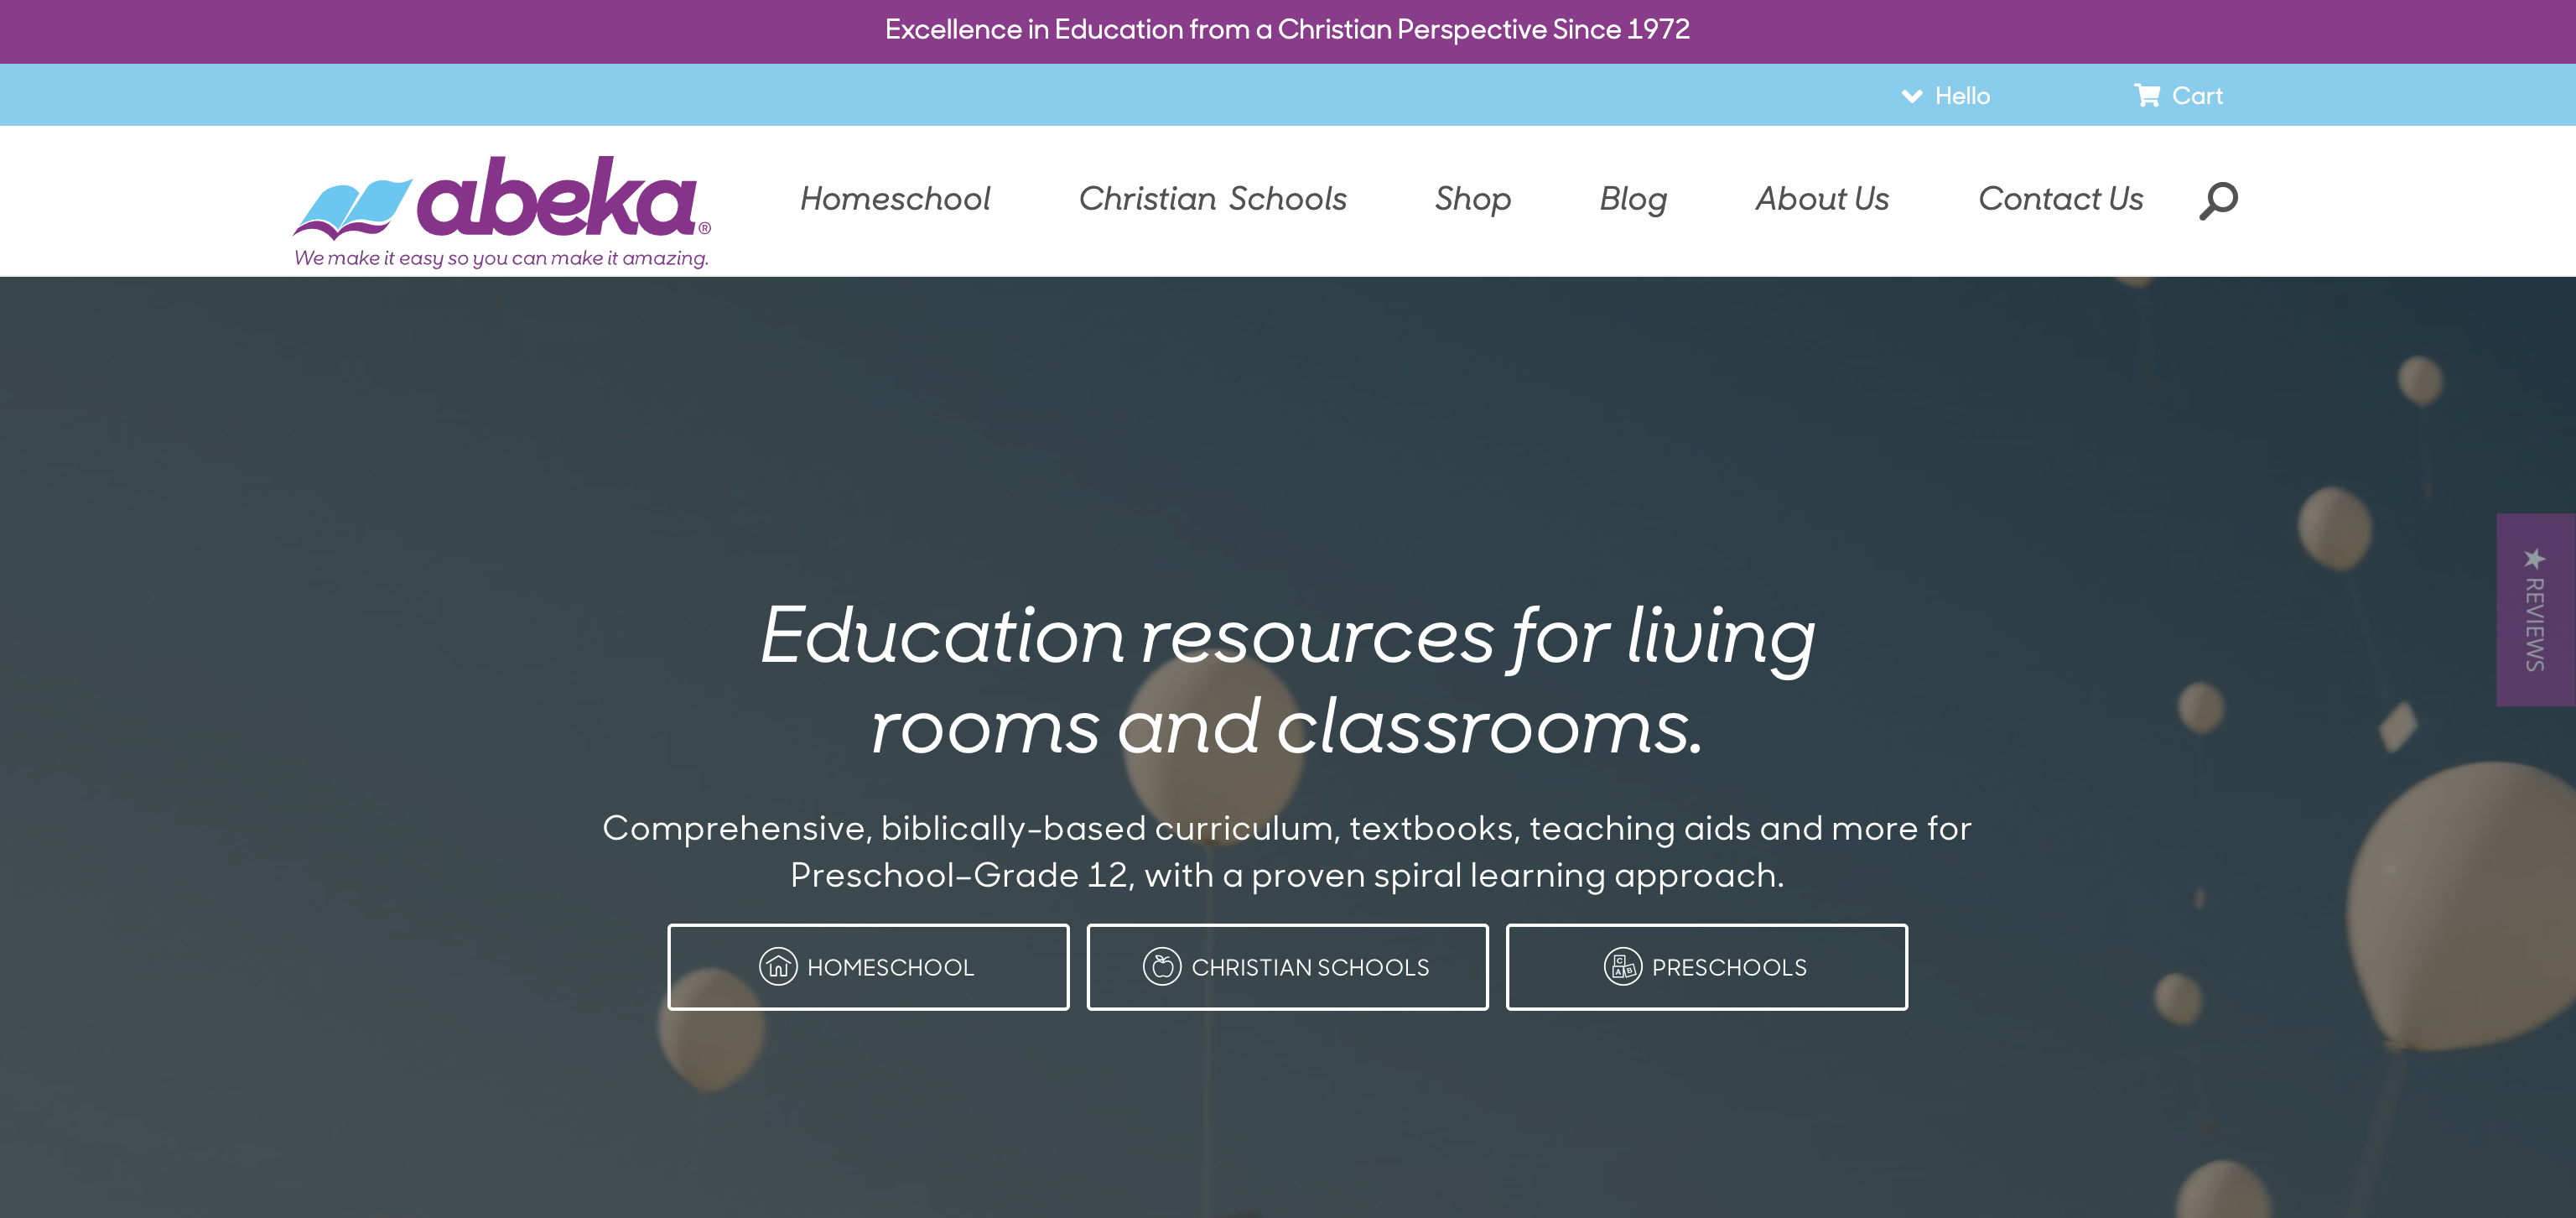 Excellence in Education from a Christian Perspective Since 1972
Hello
Cart
abeka®
We make it easy so you can make it amazing.
Homeschool
Christian Schools
Shop
Blog
About Us
Contact Us
★ REVIEWS
Education resources for living
rooms and classrooms.
Comprehensive, biblically-based curriculum, textbooks, teaching aids and more for
Preschool–Grade 12, with a proven spiral learning approach.
HOMESCHOOL
CHRISTIAN SCHOOLS
C
A B
PRESCHOOLS